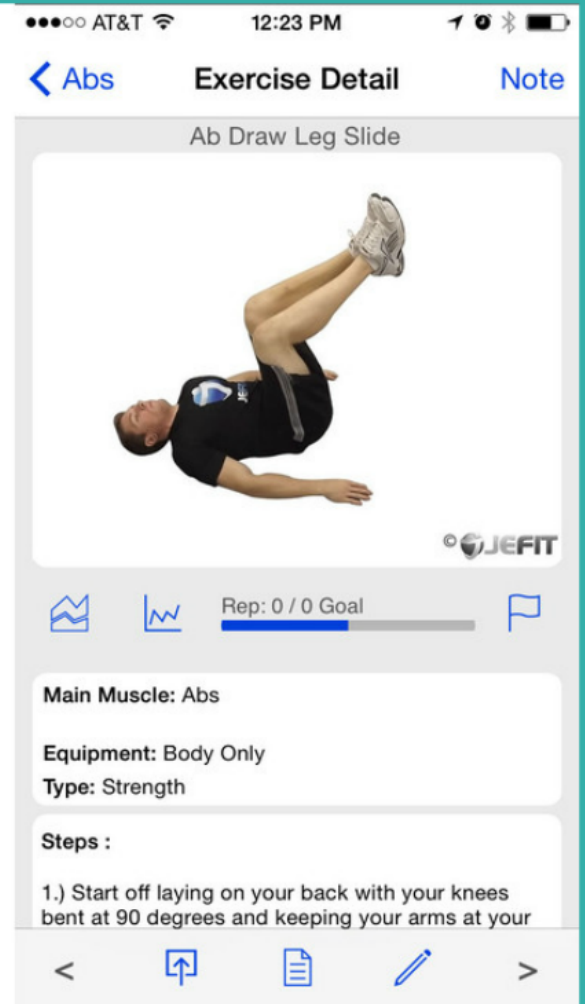 AT&T 12:23 PM
Abs Exercise Detail Note
Ab Draw Leg Slide
© JEFIT
Rep: 0 / 0 Goal
Main Muscle: Abs
Equipment: Body Only
Type: Strength
Steps :
1.) Start off laying on your back with your knees
bent at 90 degrees and keeping your arms at your
< >